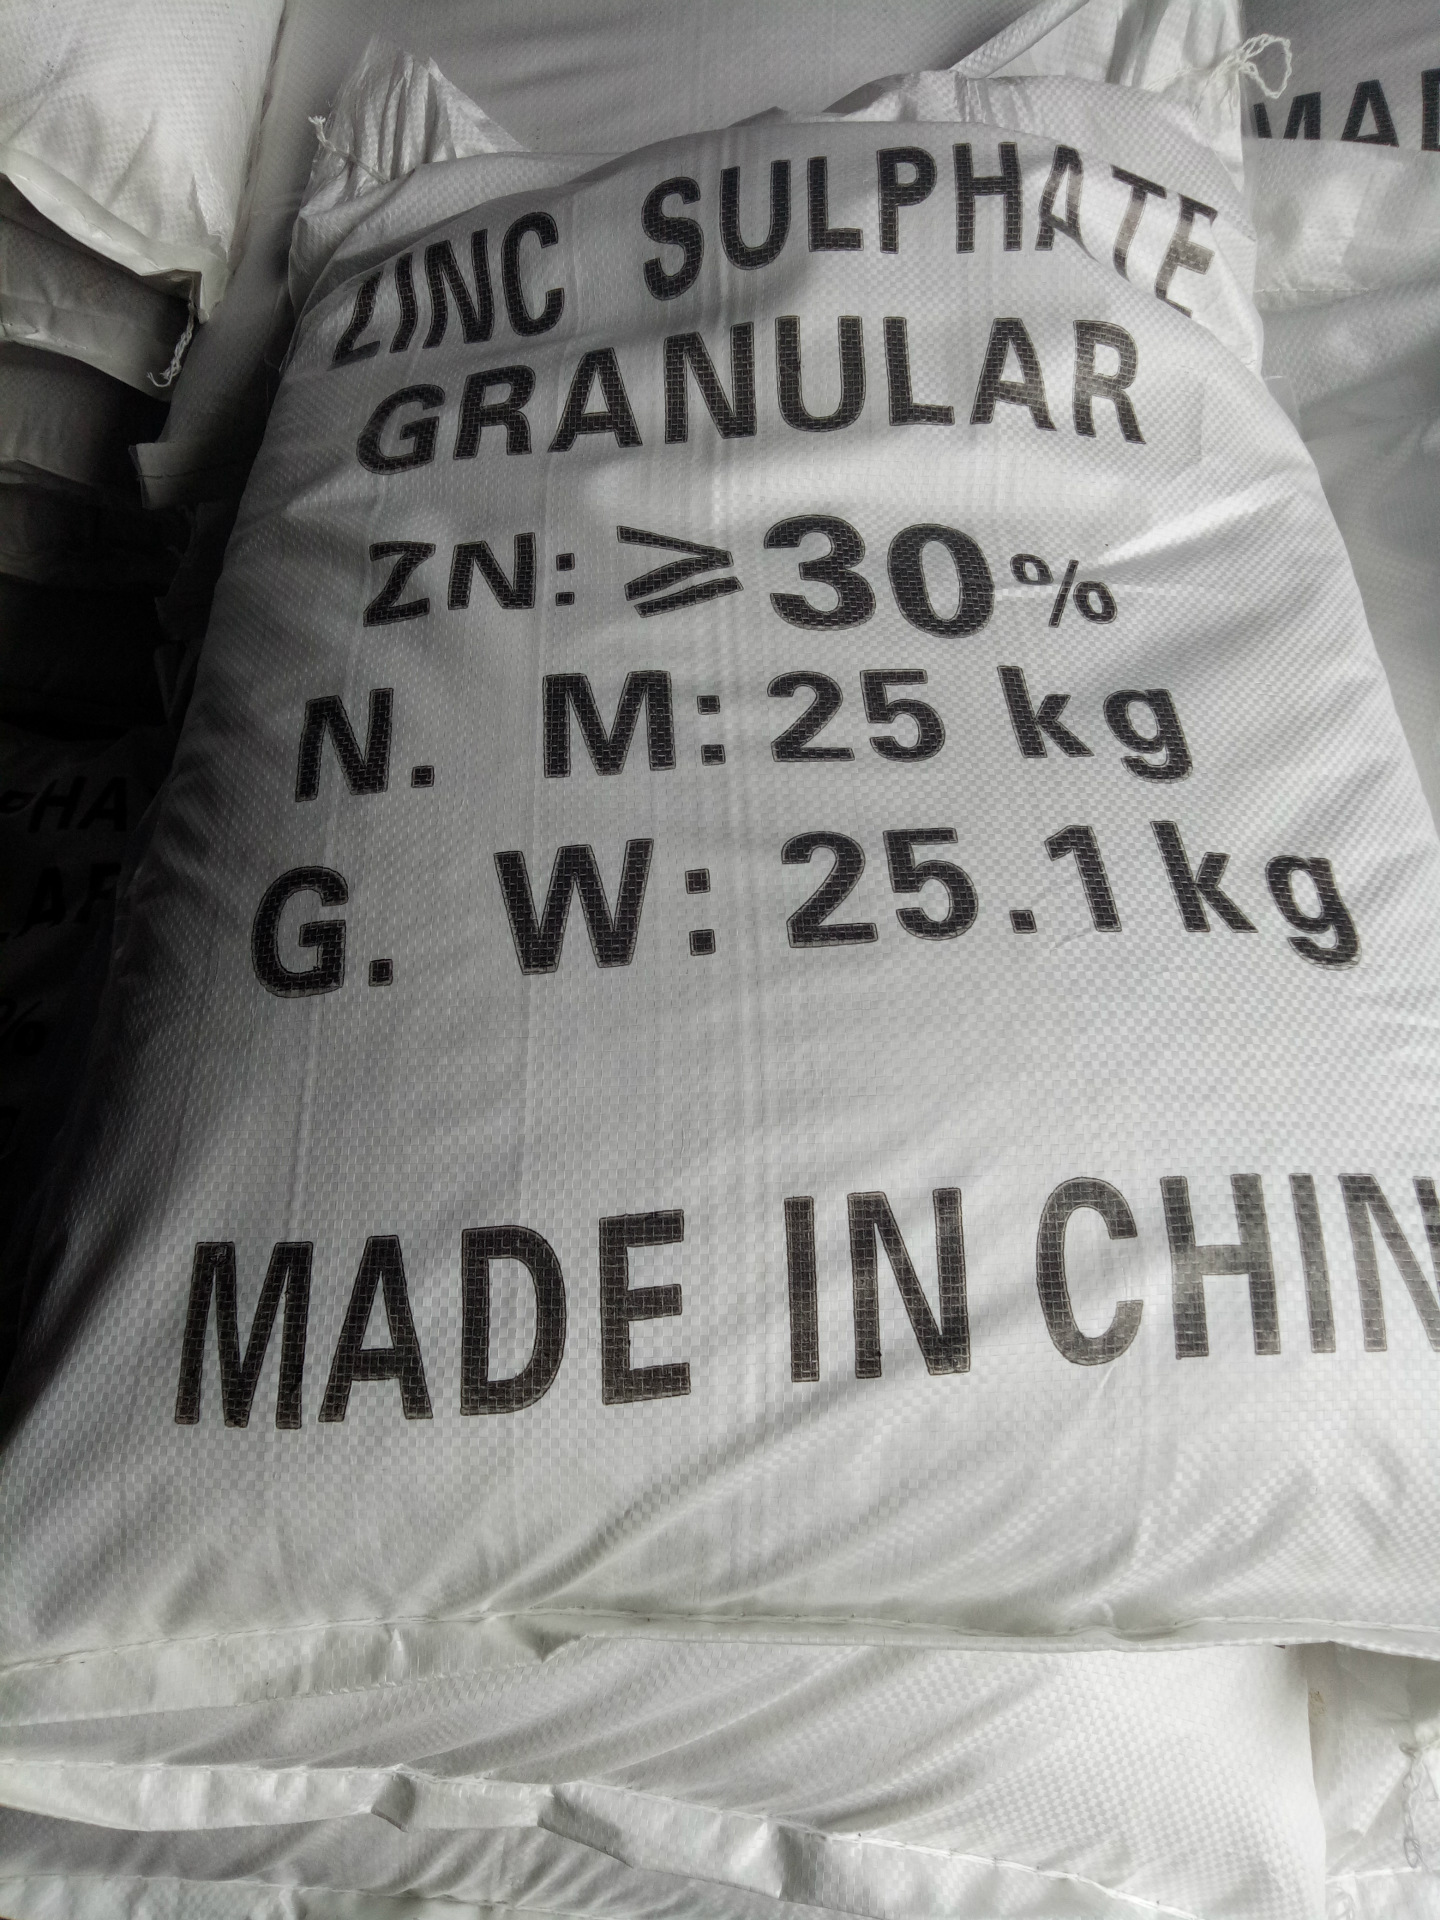 ZINC SULPHATE
GRANULAR
ZN: ≥30%
N. M: 25 kg
G. W: 25.1kg
MADE IN CHIN